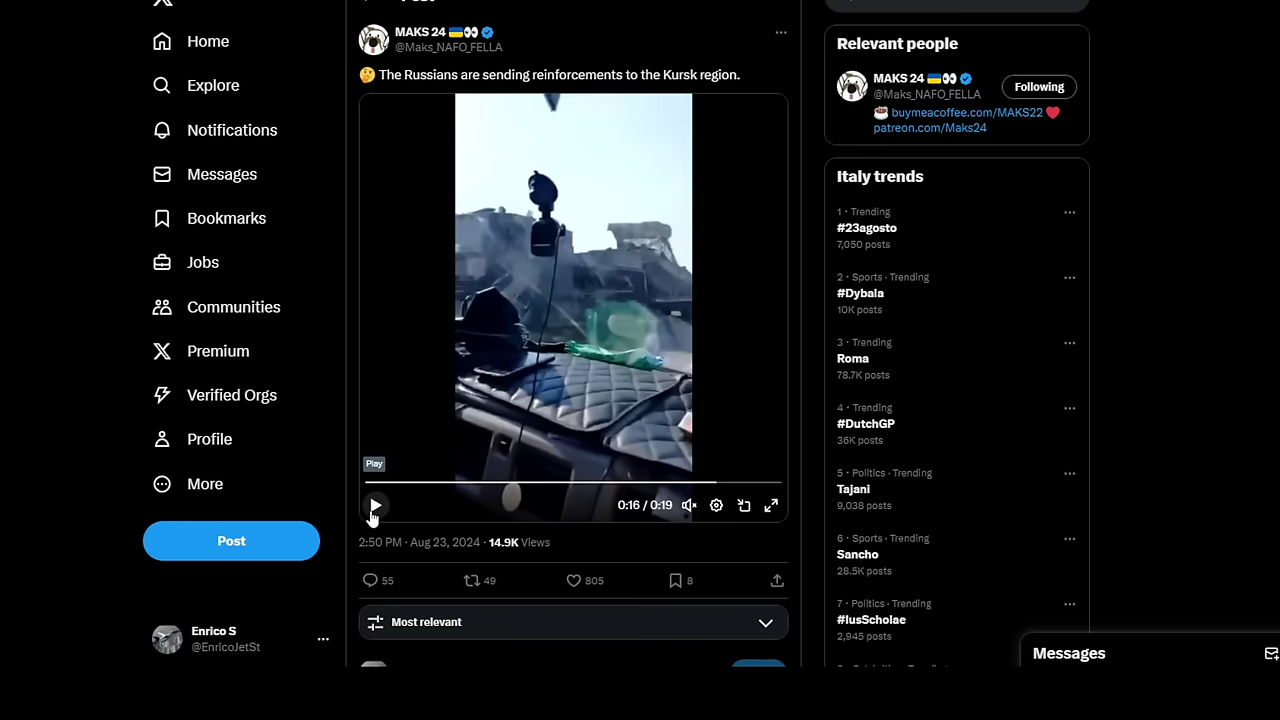 Home
Explore
Notifications
Messages
Bookmarks
Jobs
Communities
Premium
Verified Orgs
Profile
More
Post
Enrico S
@EnricoJetSt
MAKS 24 🇺🇦👀
@Maks_NAFO_FELLA
🤔 The Russians are sending reinforcements to the Kursk region.
Play
0:16 / 0:19
2:50 PM · Aug 23, 2024 · 14.9K Views
55 49 805 8
Most relevant
Relevant people
MAKS 24 🇺🇦👀
@Maks_NAFO_FELLA
Following
☕ buymeacoffee.com/MAKS22 ❤️
patreon.com/Maks24
Italy trends
1 · Trending
#23agosto
7,050 posts
2 · Sports · Trending
#Dybala
10K posts
3 · Trending
Roma
78.7K posts
4 · Trending
#DutchGP
36K posts
5 · Politics · Trending
Tajani
9,038 posts
6 · Sports · Trending
Sancho
28.5K posts
7 · Politics · Trending
#IusScholae
2,945 posts
Messages